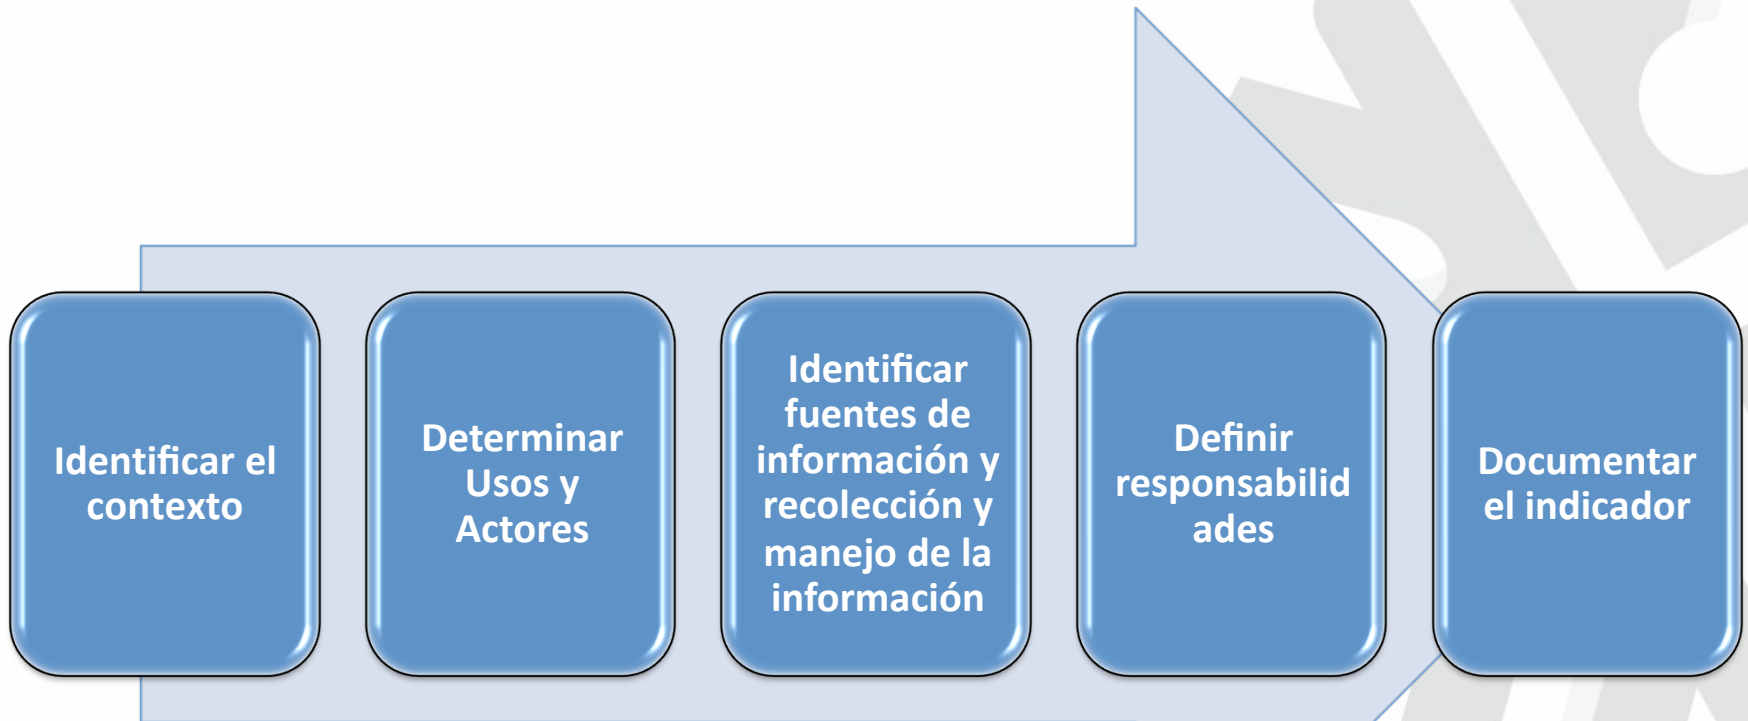 Identificar el
contexto
Determinar
Usos y
Actores
Identificar
fuentes de
información y
recolección y
manejo de la
información
Definir
responsabilid
ades
Documentar
el indicador